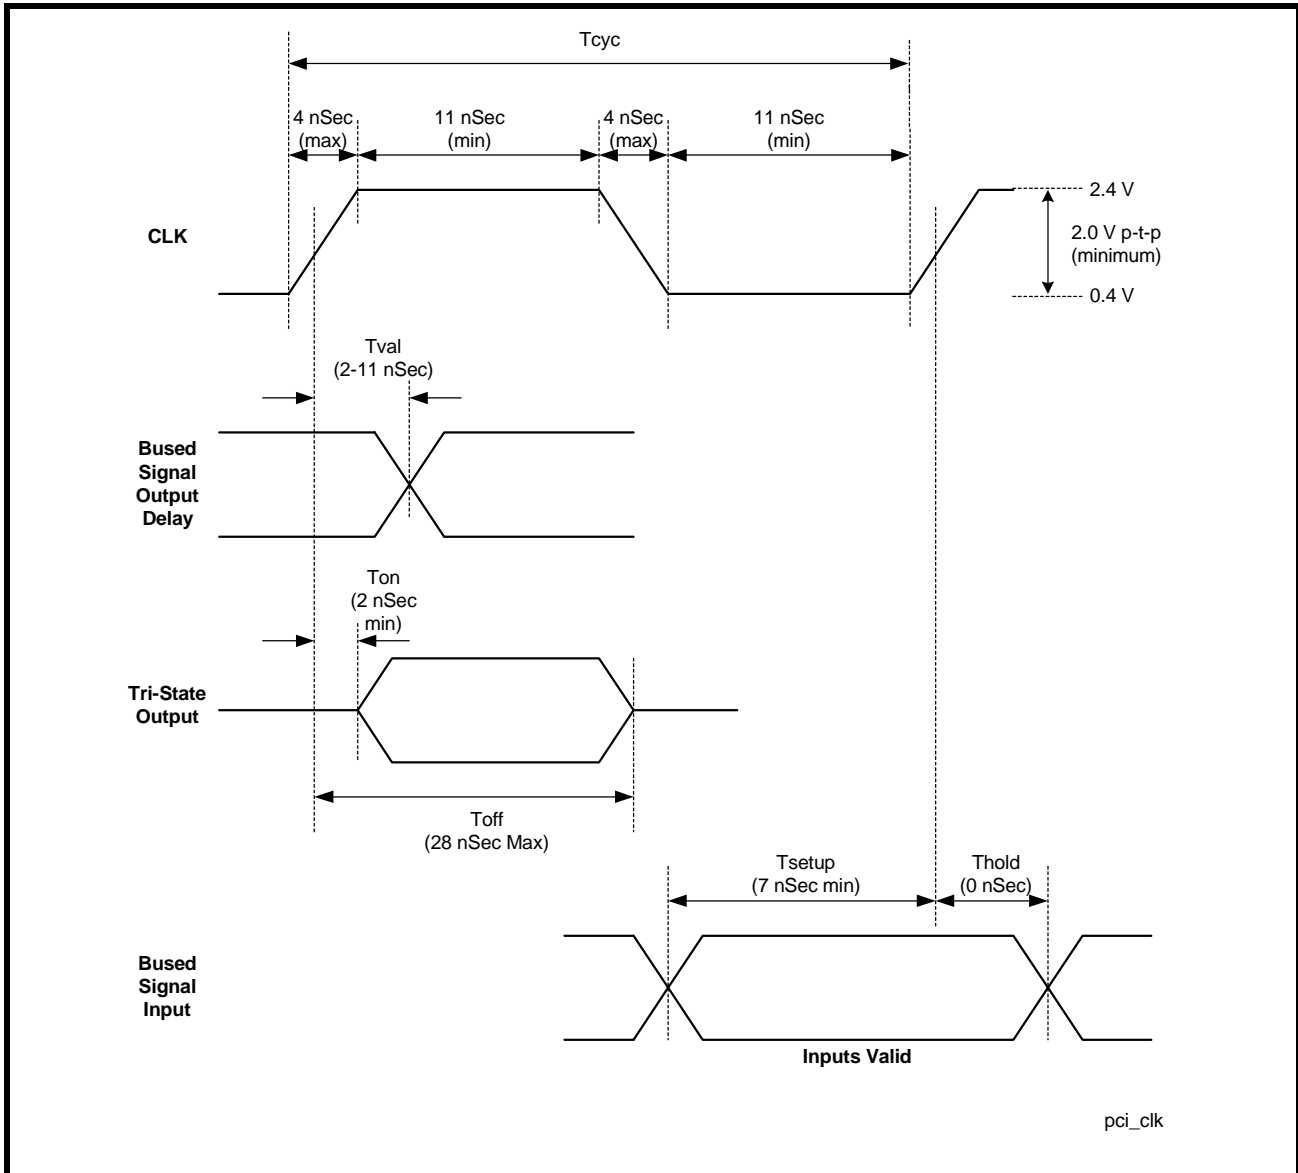 Tcyc
4 nSec
(max)
11 nSec
(min)
4 nSec
(max)
11 nSec
(min)
2.4 V
CLK
2.0 V p-t-p
(minimum)
0.4 V
Tval
(2-11 nSec)
Bused
Signal
Output
Delay
Ton
(2 nSec
min)
Tri-State
Output
Toff
(28 nSec Max)
Tsetup
(7 nSec min)
Thold
(0 nSec)
Bused
Signal
Input
Inputs Valid
pci_clk